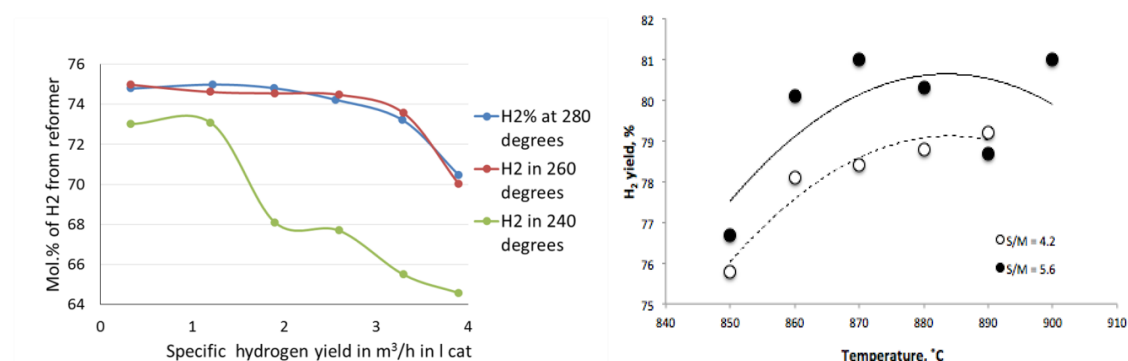 Mol.% of H2 from reformer
76
74
72
70
68
66
64
0 1 2 3 4
Specific hydrogen yield in m³/h in l cat
H2% at 280
degrees
H2 in 260
degrees
H2 in 240
degrees
H₂ yield, %
82
81
80
79
78
77
76
75
840 850 860 870 880 890 900 910
Temperature, ˚C
S/M = 4.2
S/M = 5.6